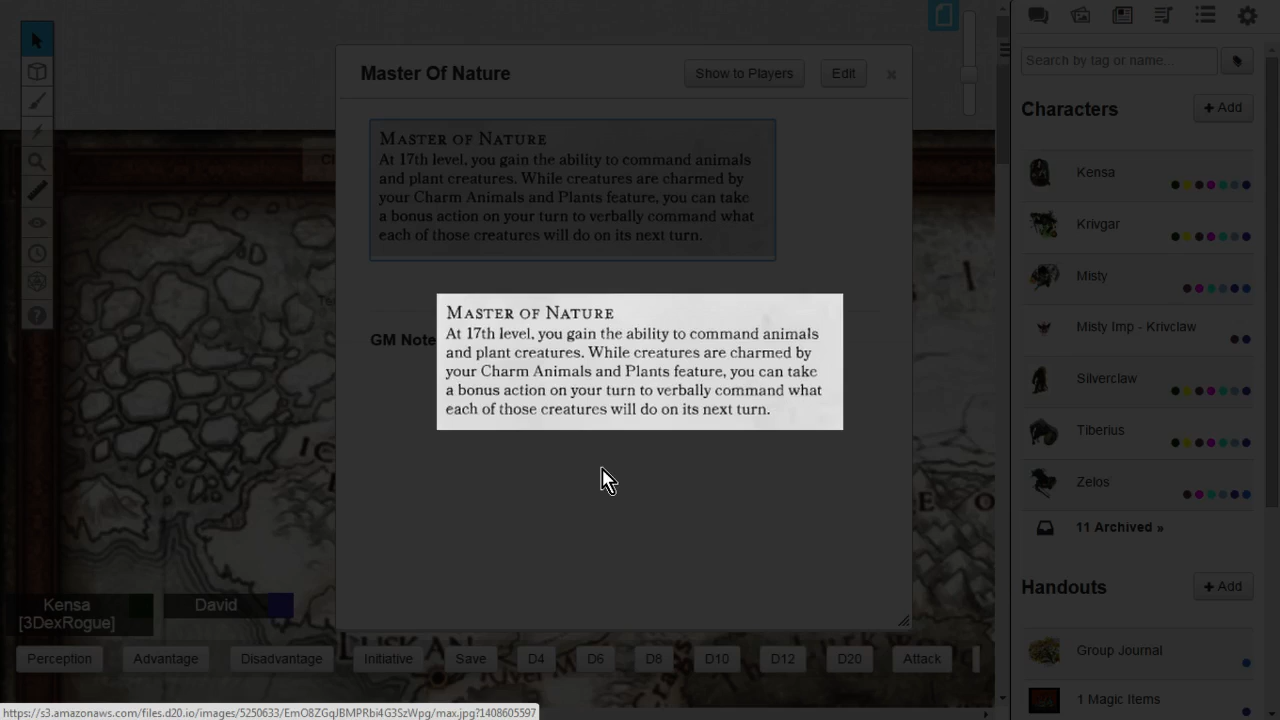 Master Of Nature
Show to Players
Edit
×
MASTER OF NATURE
At 17th level, you gain the ability to command animals
and plant creatures. While creatures are charmed by
your Charm Animals and Plants feature, you can take
a bonus action on your turn to verbally command what
each of those creatures will do on its next turn.
GM Note
MASTER OF NATURE
At 17th level, you gain the ability to command animals
and plant creatures. While creatures are charmed by
your Charm Animals and Plants feature, you can take
a bonus action on your turn to verbally command what
each of those creatures will do on its next turn.
Kensa
[3DexRogue]
David
LUSKAN
Perception
Advantage
Disadvantage
Initiative
Save
D4
D6
D8
D10
D12
D20
Attack
https://s3.amazonaws.com/files.d20.io/images/5250633/EmO8ZGqJBMPRbi4G3SzWpg/max.jpg?1408605597
Search by tag or name...
Characters
+ Add
Kensa
Krivgar
Misty
Misty Imp - Krivclaw
Silverclaw
Tiberius
Zelos
11 Archived »
Handouts
+ Add
Group Journal
1 Magic Items